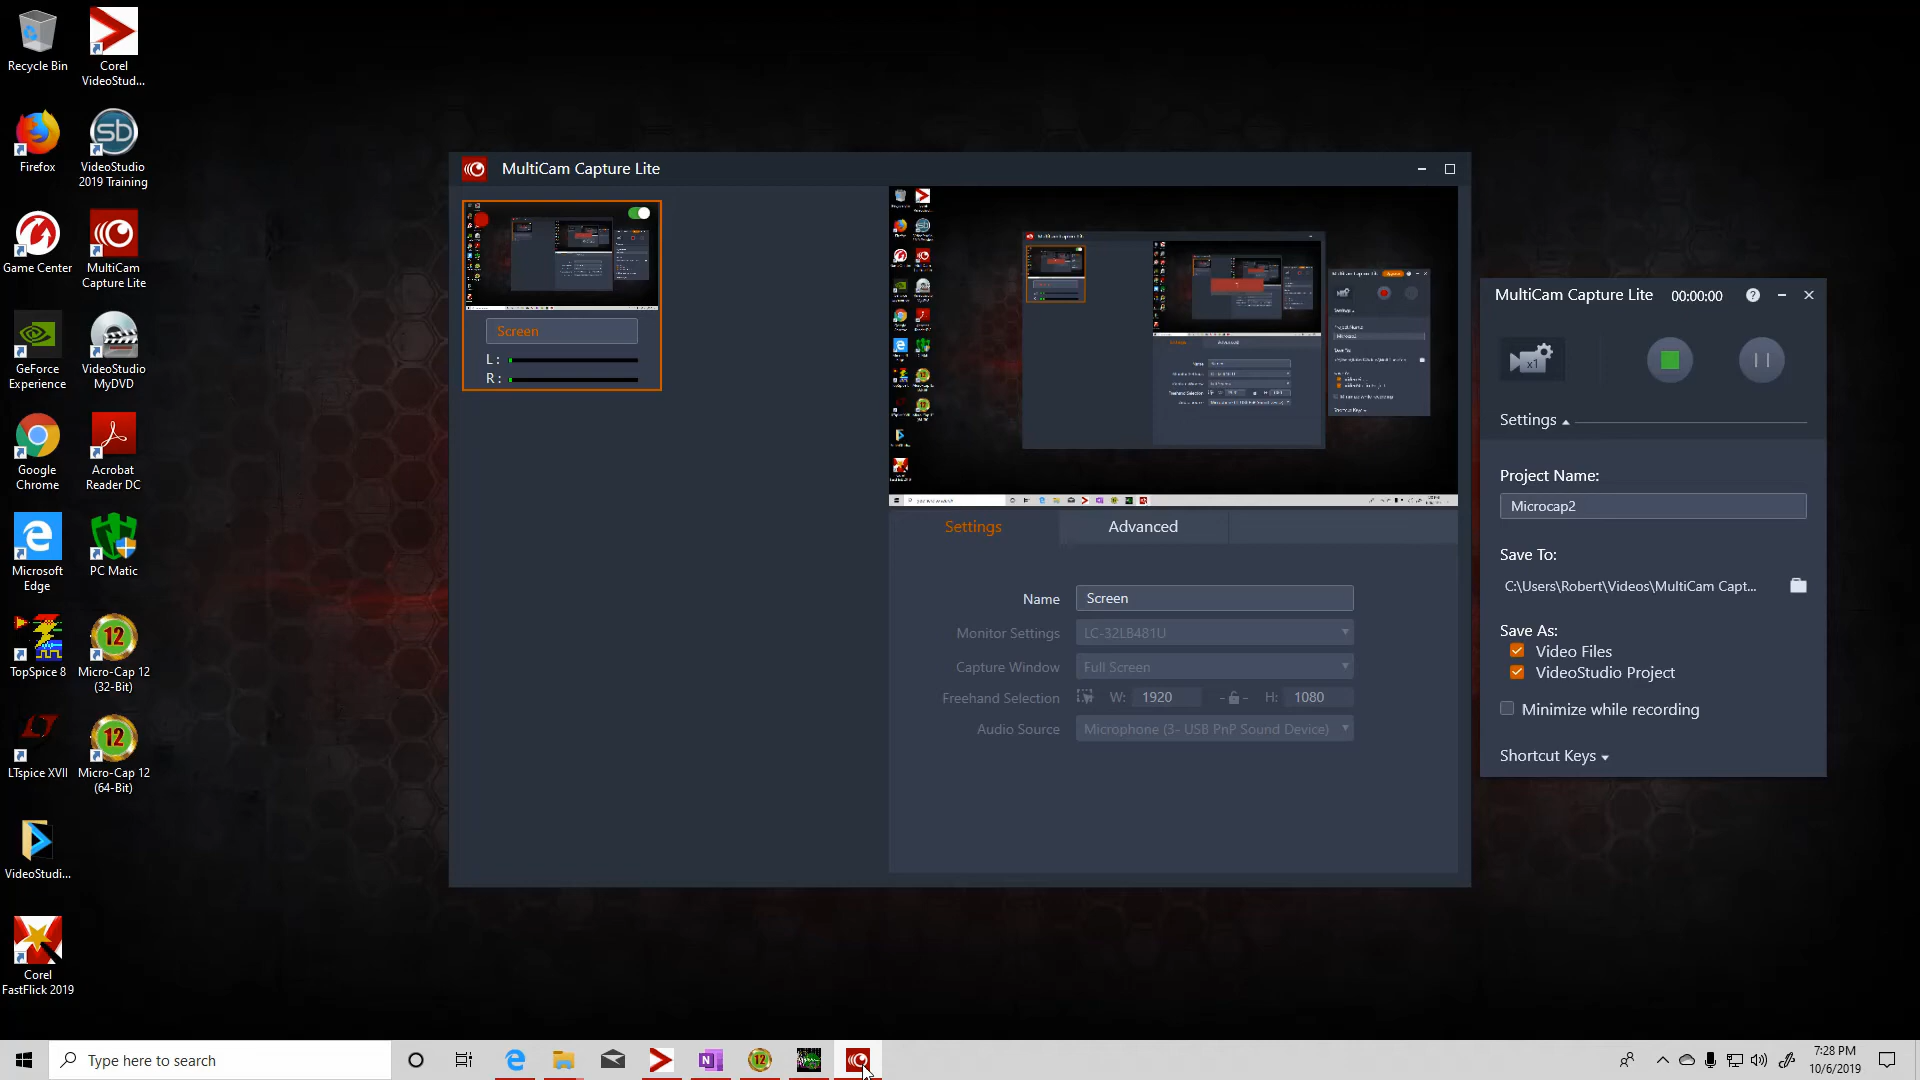 Recycle Bin
Corel
VideoStud...
Firefox
VideoStudio
2019 Training
Game Center
MultiCam
Capture Lite
GeForce
Experience
VideoStudio
MyDVD
Google
Chrome
Acrobat
Reader DC
Microsoft
Edge
PC Matic
TopSpice 8
Micro-Cap 12
(32-Bit)
LTspice XVII
Micro-Cap 12
(64-Bit)
VideoStudi...
Corel
FastFlick 2019
MultiCam Capture Lite
Screen
L:
R:
Settings
Advanced
Name
Screen
Monitor Settings
LC-32LB481U
Capture Window
Full Screen
Freehand Selection
W: 1920
H: 1080
Audio Source
Microphone (3- USB PnP Sound Device)
MultiCam Capture Lite
00:00:00
x1
Settings
Project Name:
Microcap2
Save To:
C:\Users\Robert\Videos\MultiCam Capt...
Save As:
Video Files
VideoStudio Project
Minimize while recording
Shortcut Keys
Type here to search
7:28 PM
10/6/2019